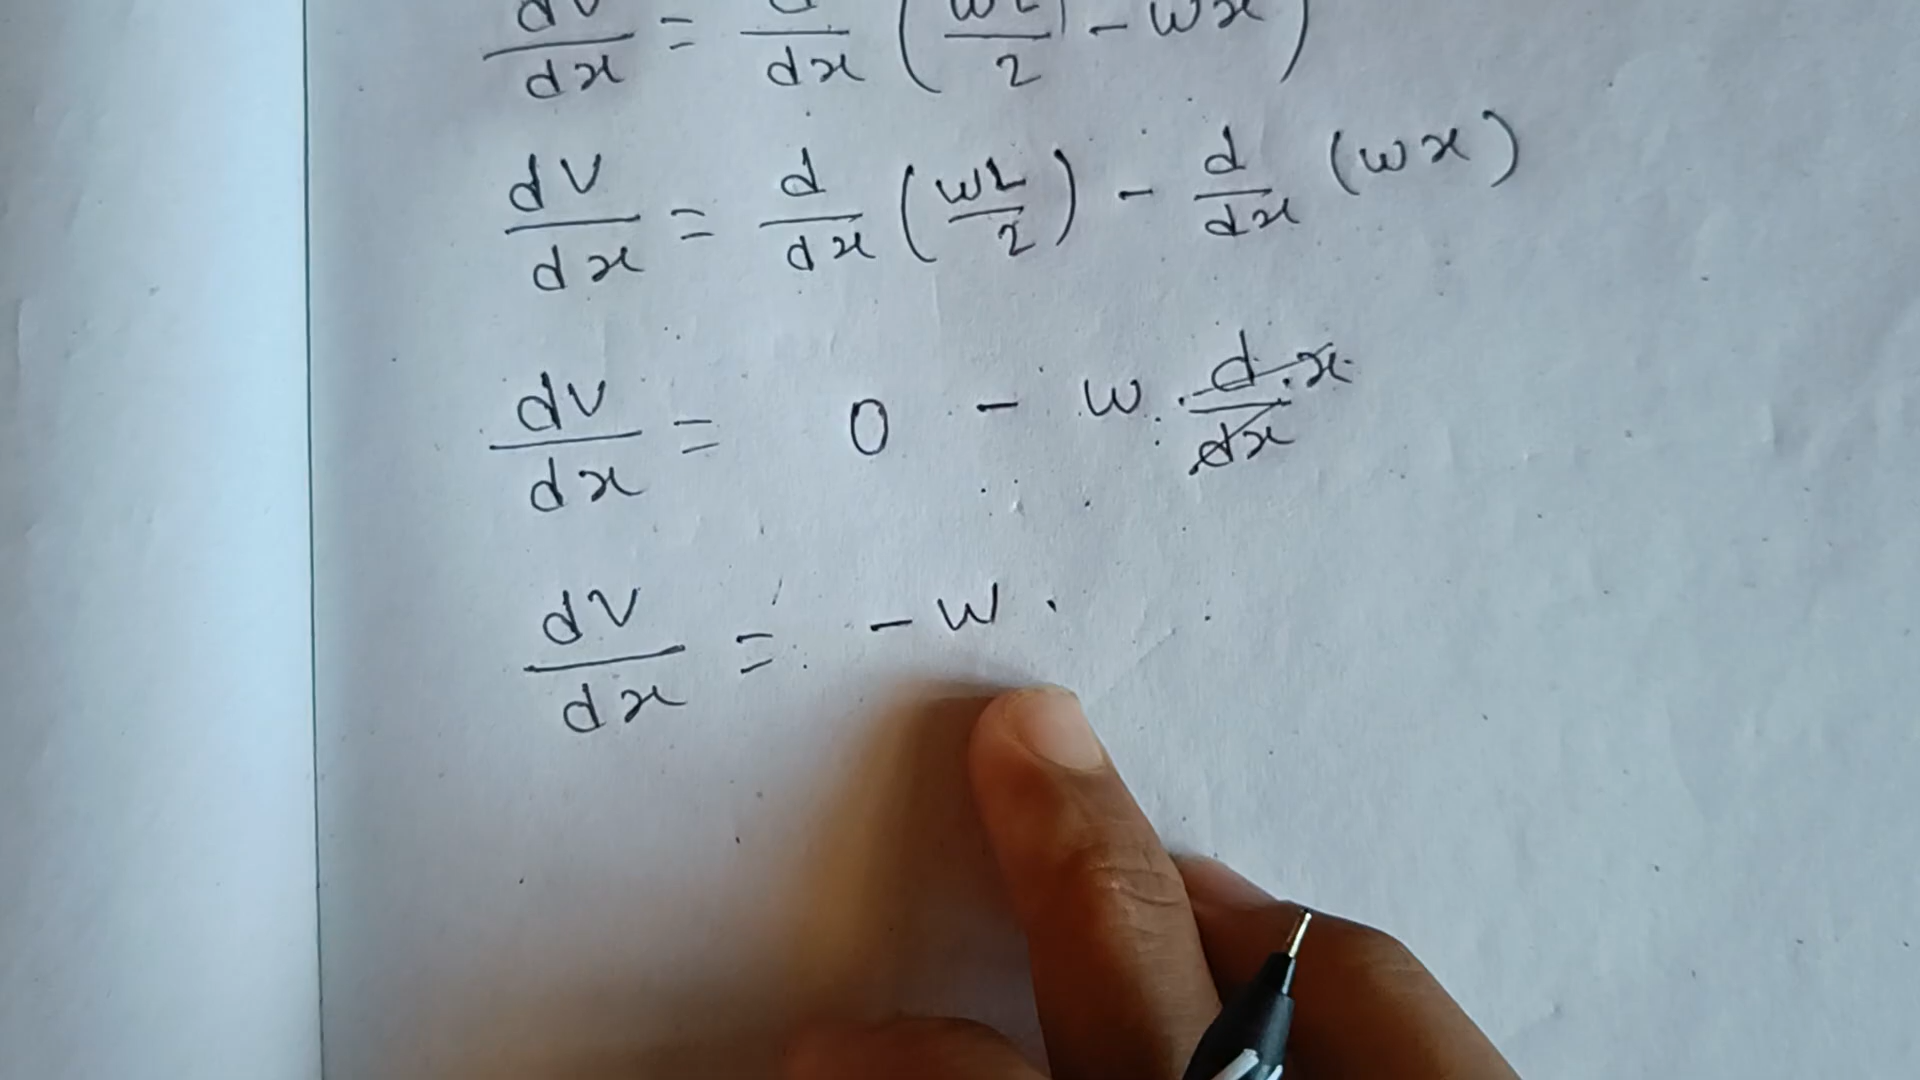 dV/dx = d/dx (wL/2 - wx)
dV/dx = d/dx (wL/2) - d/dx (wx)
dV/dx = 0 - w . d/dx . x
dV/dx = - w .